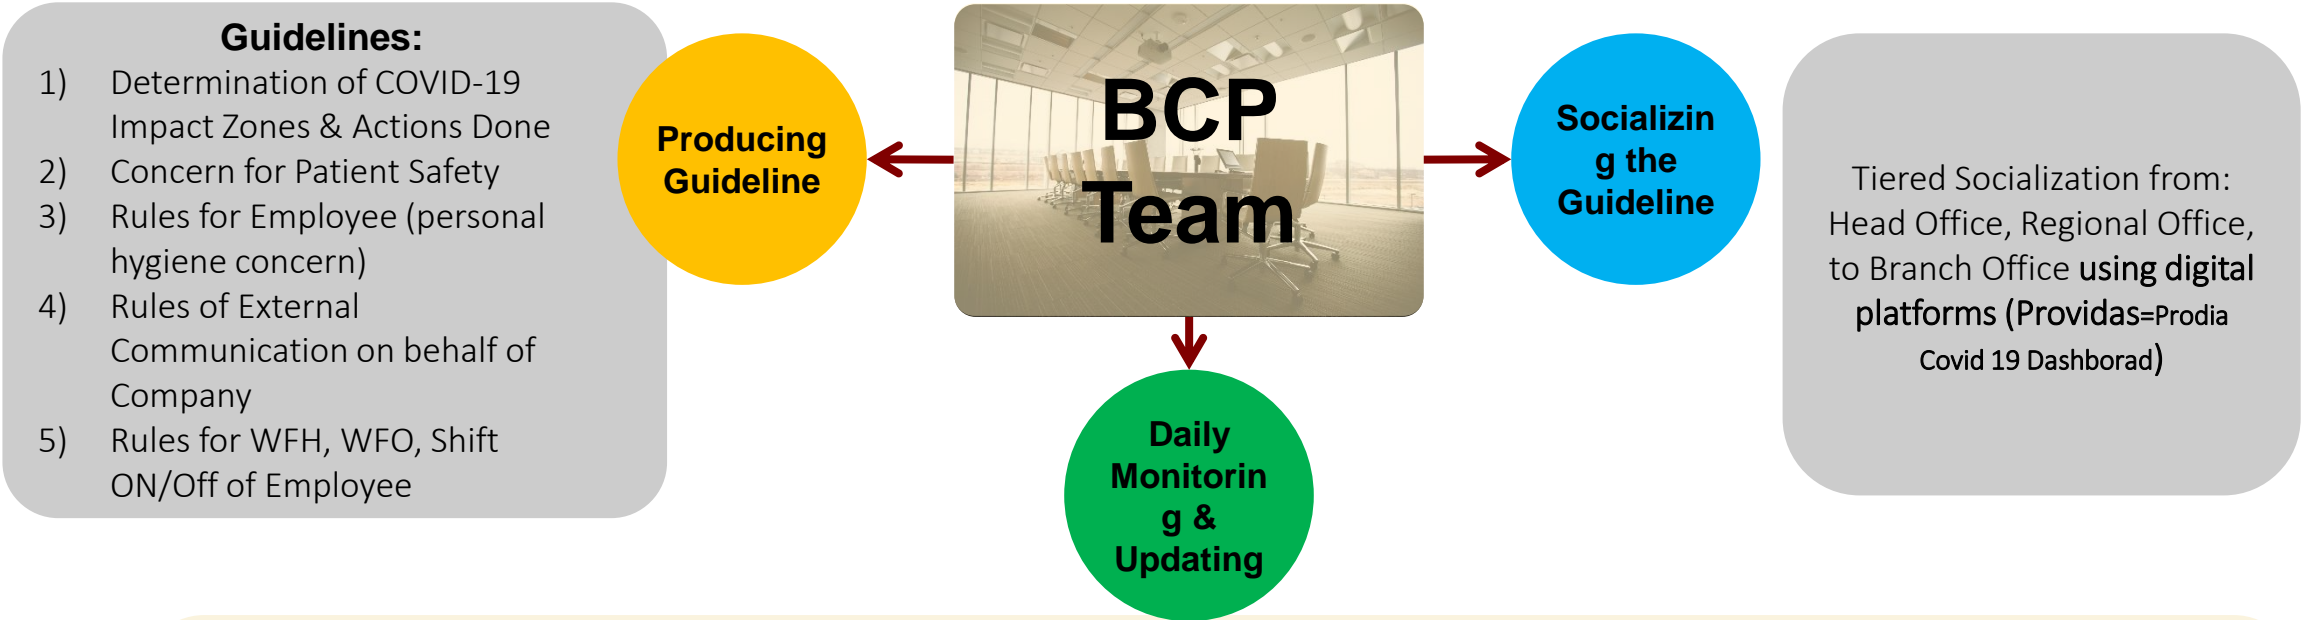 Guidelines:
1) Determination of COVID-19
Impact Zones & Actions Done
2) Concern for Patient Safety
3) Rules for Employee (personal
hygiene concern)
4) Rules of External
Communication on behalf of
Company
5) Rules for WFH, WFO, Shift
ON/Off of Employee
Producing
Guideline
BCP
Team
Socializin
g the
Guideline
Tiered Socialization from:
Head Office, Regional Office,
to Branch Office using digital
platforms (Providas=Prodia
Covid 19 Dashborad)
Daily
Monitorin
g &
Updating